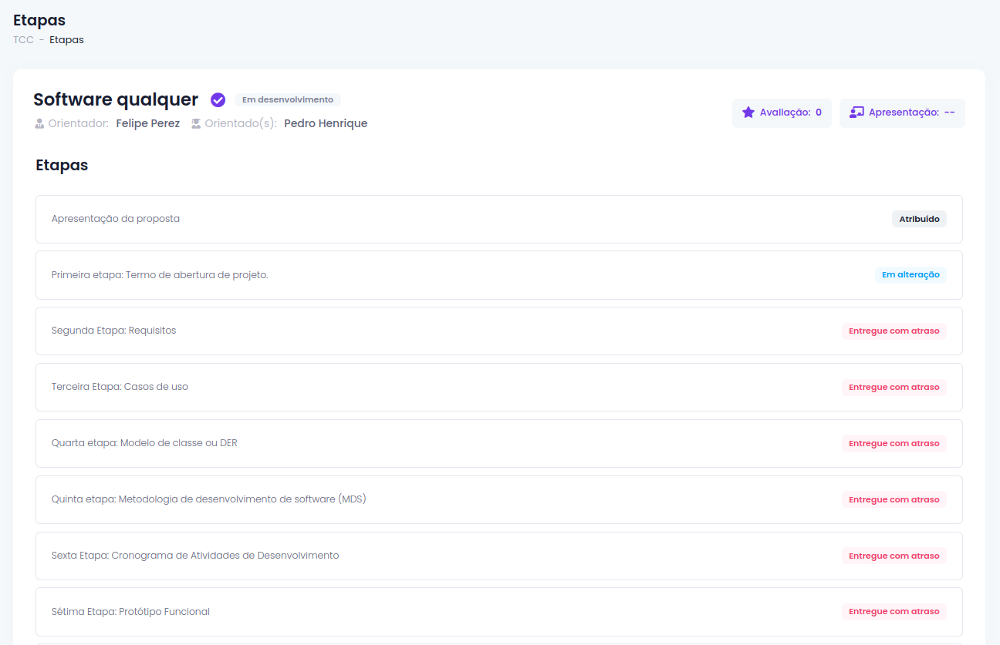 Etapas
TCC - Etapas
Software qualquer Em desenvolvimento
Orientador: Felipe Perez Orientado(s): Pedro Henrique
Avaliação: 0 Apresentação: --
Etapas
Apresentação da proposta Atribuído
Primeira etapa: Termo de abertura de projeto. Em alteração
Segunda Etapa: Requisitos Entregue com atraso
Terceira Etapa: Casos de uso Entregue com atraso
Quarta etapa: Modelo de classe ou DER Entregue com atraso
Quinta etapa: Metodologia de desenvolvimento de software (MDS) Entregue com atraso
Sexta Etapa: Cronograma de Atividades de Desenvolvimento Entregue com atraso
Sétima Etapa: Protótipo Funcional Entregue com atraso